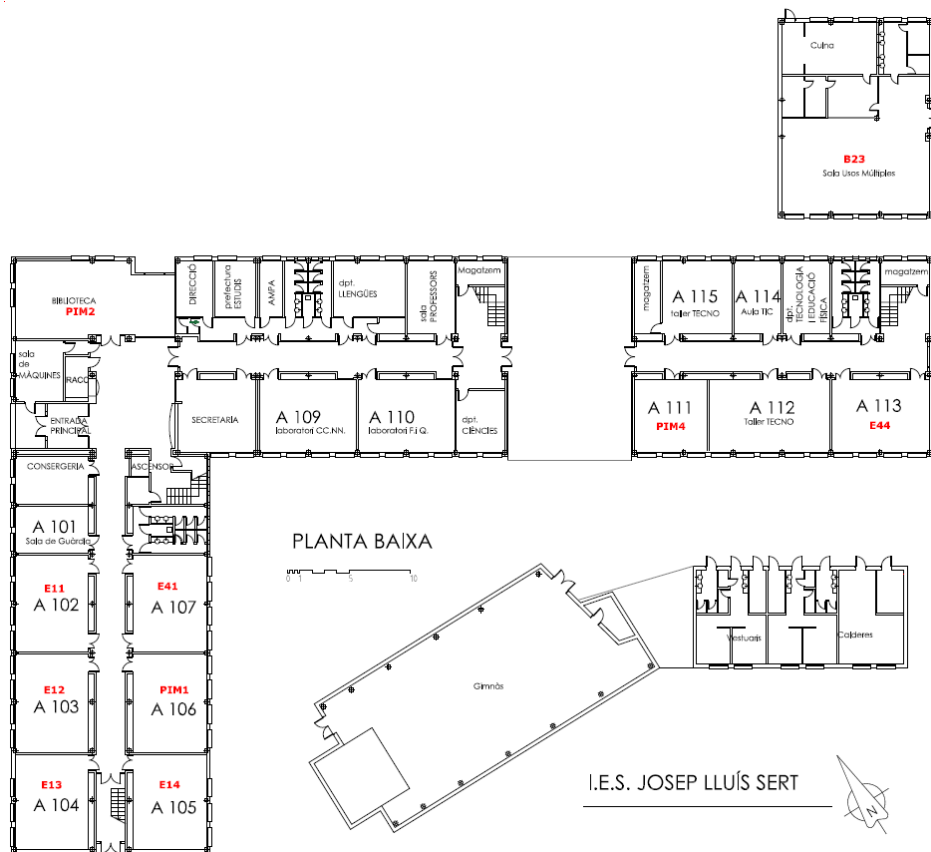 Cuina
B23
Sala Usos Múltiples
BIBLIOTECA
PIM2
DIRECCIÓ
prefectura
ESTUDIS
AMPA
dpt.
LLENGÜES
sala
PROFESSORS
Magatzem
magatzem
A 115
taller TECNO
A 114
Aula TIC
dpt.
TECNOLOGIA
I EDUCACIÓ
FÍSICA
magatzem
sala
de
MÀQUINES
RACC
ENTRADA
PRINCIPAL
SECRETARÍA
A 109
laboratori CC.NN.
A 110
laboratori F.i Q.
dpt.
CIÈNCIES
A 111
PIM4
A 112
Taller TECNO
A 113
E44
CONSERGERIA
ASCENSOR
A 101
Sala de Guàrdia
E11
A 102
E41
A 107
E12
A 103
PIM1
A 106
E13
A 104
E14
A 105
PLANTA BAIXA
0 1 5 10
Gimnàs
Vestuaris
Calderes
I.E.S. JOSEP LLUÍS SERT
N